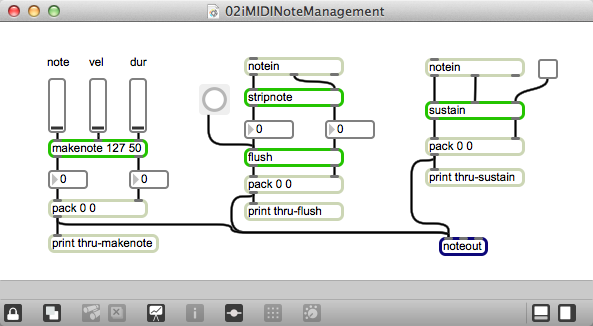 02iMIDINoteManagement
note vel dur
makenote 127 50
0 0
pack 0 0
print thru-makenote
notein
stripnote
0 0
flush
pack 0 0
print thru-flush
notein
sustain
pack 0 0
print thru-sustain
noteout